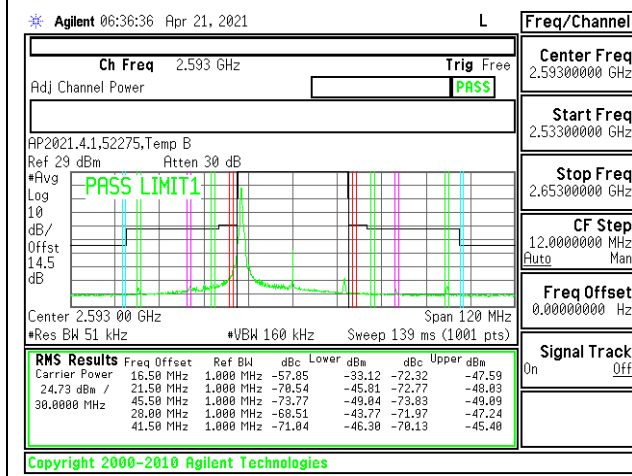 Agilent 06:36:36 Apr 21, 2021 L
Freq/Channel
Ch Freq 2.593 GHz Trig Free
Adj Channel Power PASS
AP2021.4.1,52275,Temp B
Ref 29 dBm Atten 30 dB
#Avg
Log
10
dB/
Offst
14.5
dB
PASS LIMIT1
Center 2.593 00 GHz Span 120 MHz
#Res BW 51 kHz #VBW 160 kHz Sweep 139 ms (1001 pts)
RMS Results Freq Offset Ref BW dBc Lower dBm dBc Upper dBm
Carrier Power 16.50 MHz 1.000 MHz -57.85 -33.12 -72.32 -47.59
24.73 dBm / 21.50 MHz 1.000 MHz -70.54 -45.81 -72.77 -48.03
30.0000 MHz 45.50 MHz 1.000 MHz -73.77 -49.04 -73.83 -49.09
28.00 MHz 1.000 MHz -68.51 -43.77 -71.97 -47.24
41.50 MHz 1.000 MHz -71.04 -46.30 -70.13 -45.40
Copyright 2000-2010 Agilent Technologies
Center Freq
2.59300000 GHz
Start Freq
2.53300000 GHz
Stop Freq
2.65300000 GHz
CF Step
12.0000000 MHz
Auto Man
Freq Offset
0.00000000 Hz
Signal Track
On Off